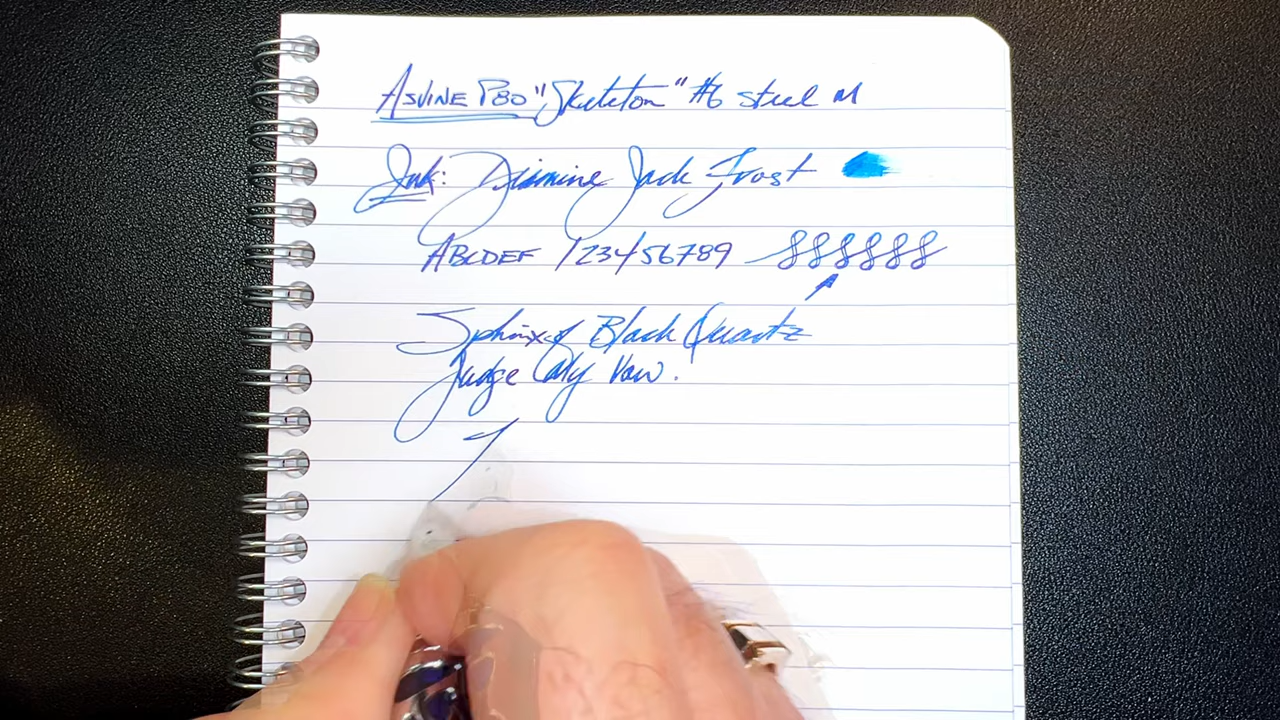 ASVINE P80 "Skeleton" #6 steel M
Ink: Diamine Jack Frost
ABCDEF 123456789 888888
Sphinx of Black Quartz
Judge My Vow.